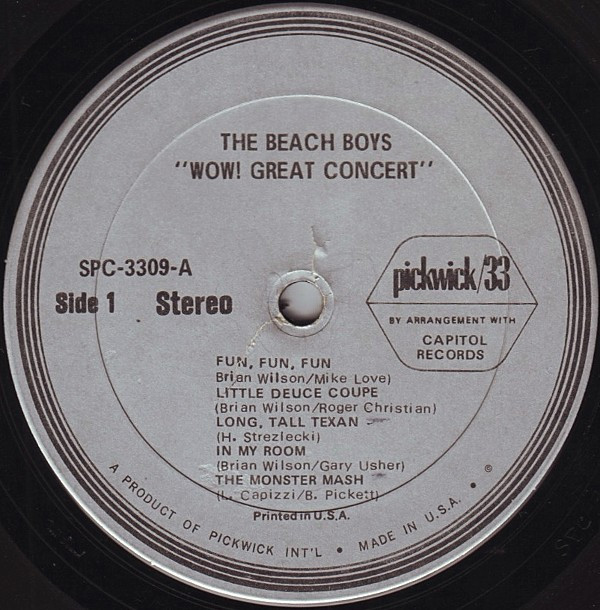 THE BEACH BOYS
"WOW! GREAT CONCERT"
SPC-3309-A
Side 1 Stereo
pickwick/33
BY ARRANGEMENT WITH
CAPITOL
RECORDS
FUN, FUN, FUN
Brian Wilson/Mike Love)
LITTLE DEUCE COUPE
(Brian Wilson/Roger Christian)
LONG, TALL TEXAN
(H. Strezlecki)
IN MY ROOM
(Brian Wilson/Gary Usher)
THE MONSTER MASH
(L. Capizzi/B. Pickett)
Printed in U.S.A.
A PRODUCT OF PICKWICK INT'L • MADE IN U.S.A. • ©